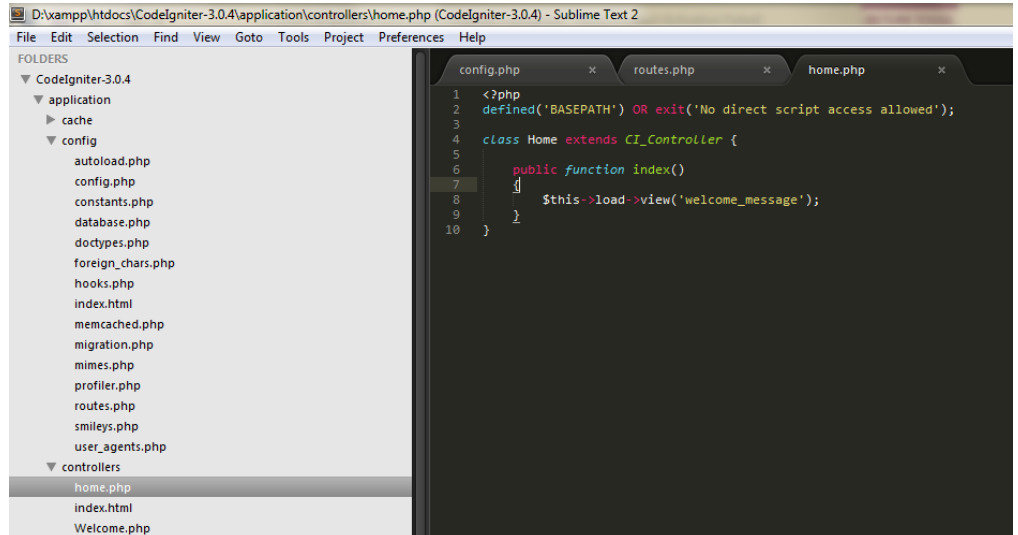 D:\xampp\htdocs\CodeIgniter-3.0.4\application\controllers\home.php (CodeIgniter-3.0.4) - Sublime Text 2
File Edit Selection Find View Goto Tools Project Preferences Help
FOLDERS
CodeIgniter-3.0.4
application
cache
config
autoload.php
config.php
constants.php
database.php
doctypes.php
foreign_chars.php
hooks.php
index.html
memcached.php
migration.php
mimes.php
profiler.php
routes.php
smileys.php
user_agents.php
controllers
home.php
index.html
Welcome.php
config.php × routes.php × home.php ×
1 <?php
2 defined('BASEPATH') OR exit('No direct script access allowed');
3
4 class Home extends CI_Controller {
5
6     public function index()
7     {
8         $this->load->view('welcome_message');
9     }
10 }